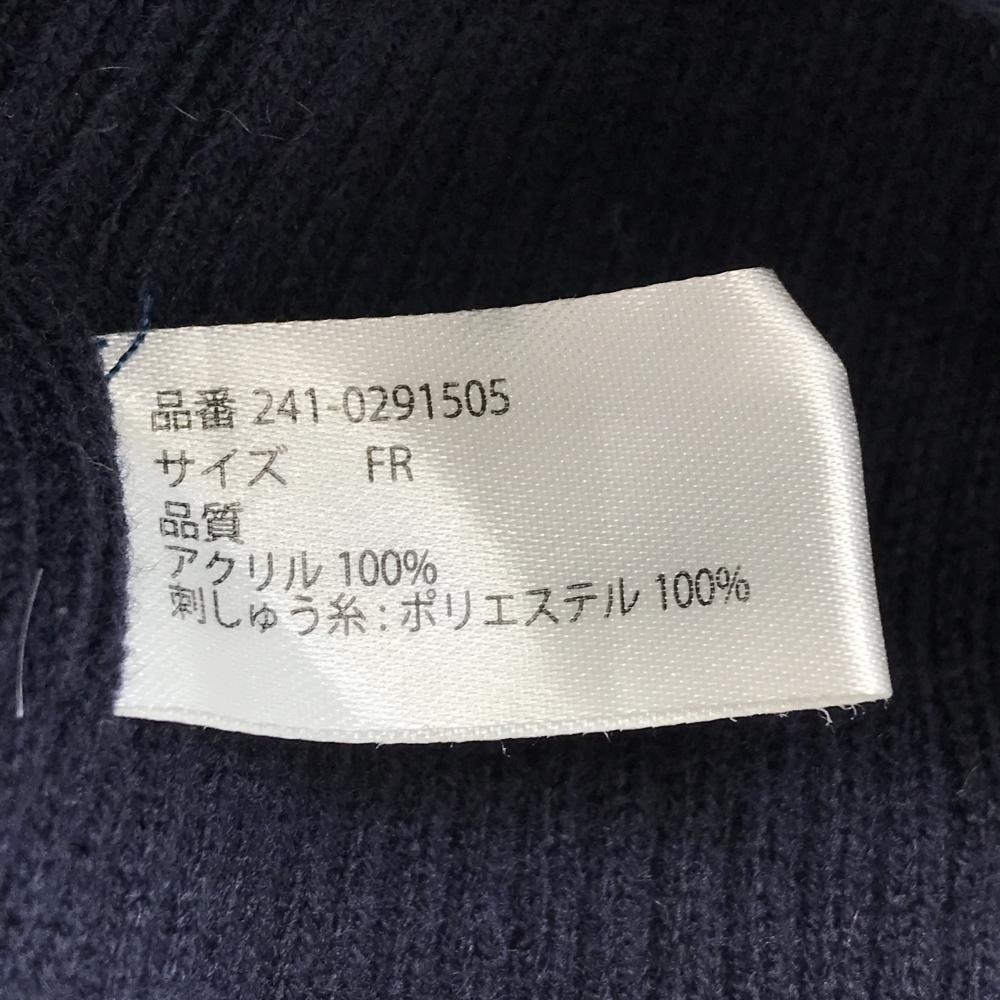 品番 241-0291505
サイズ FR
品質
アクリル 100%
刺しゅう糸:ポリエステル 100%